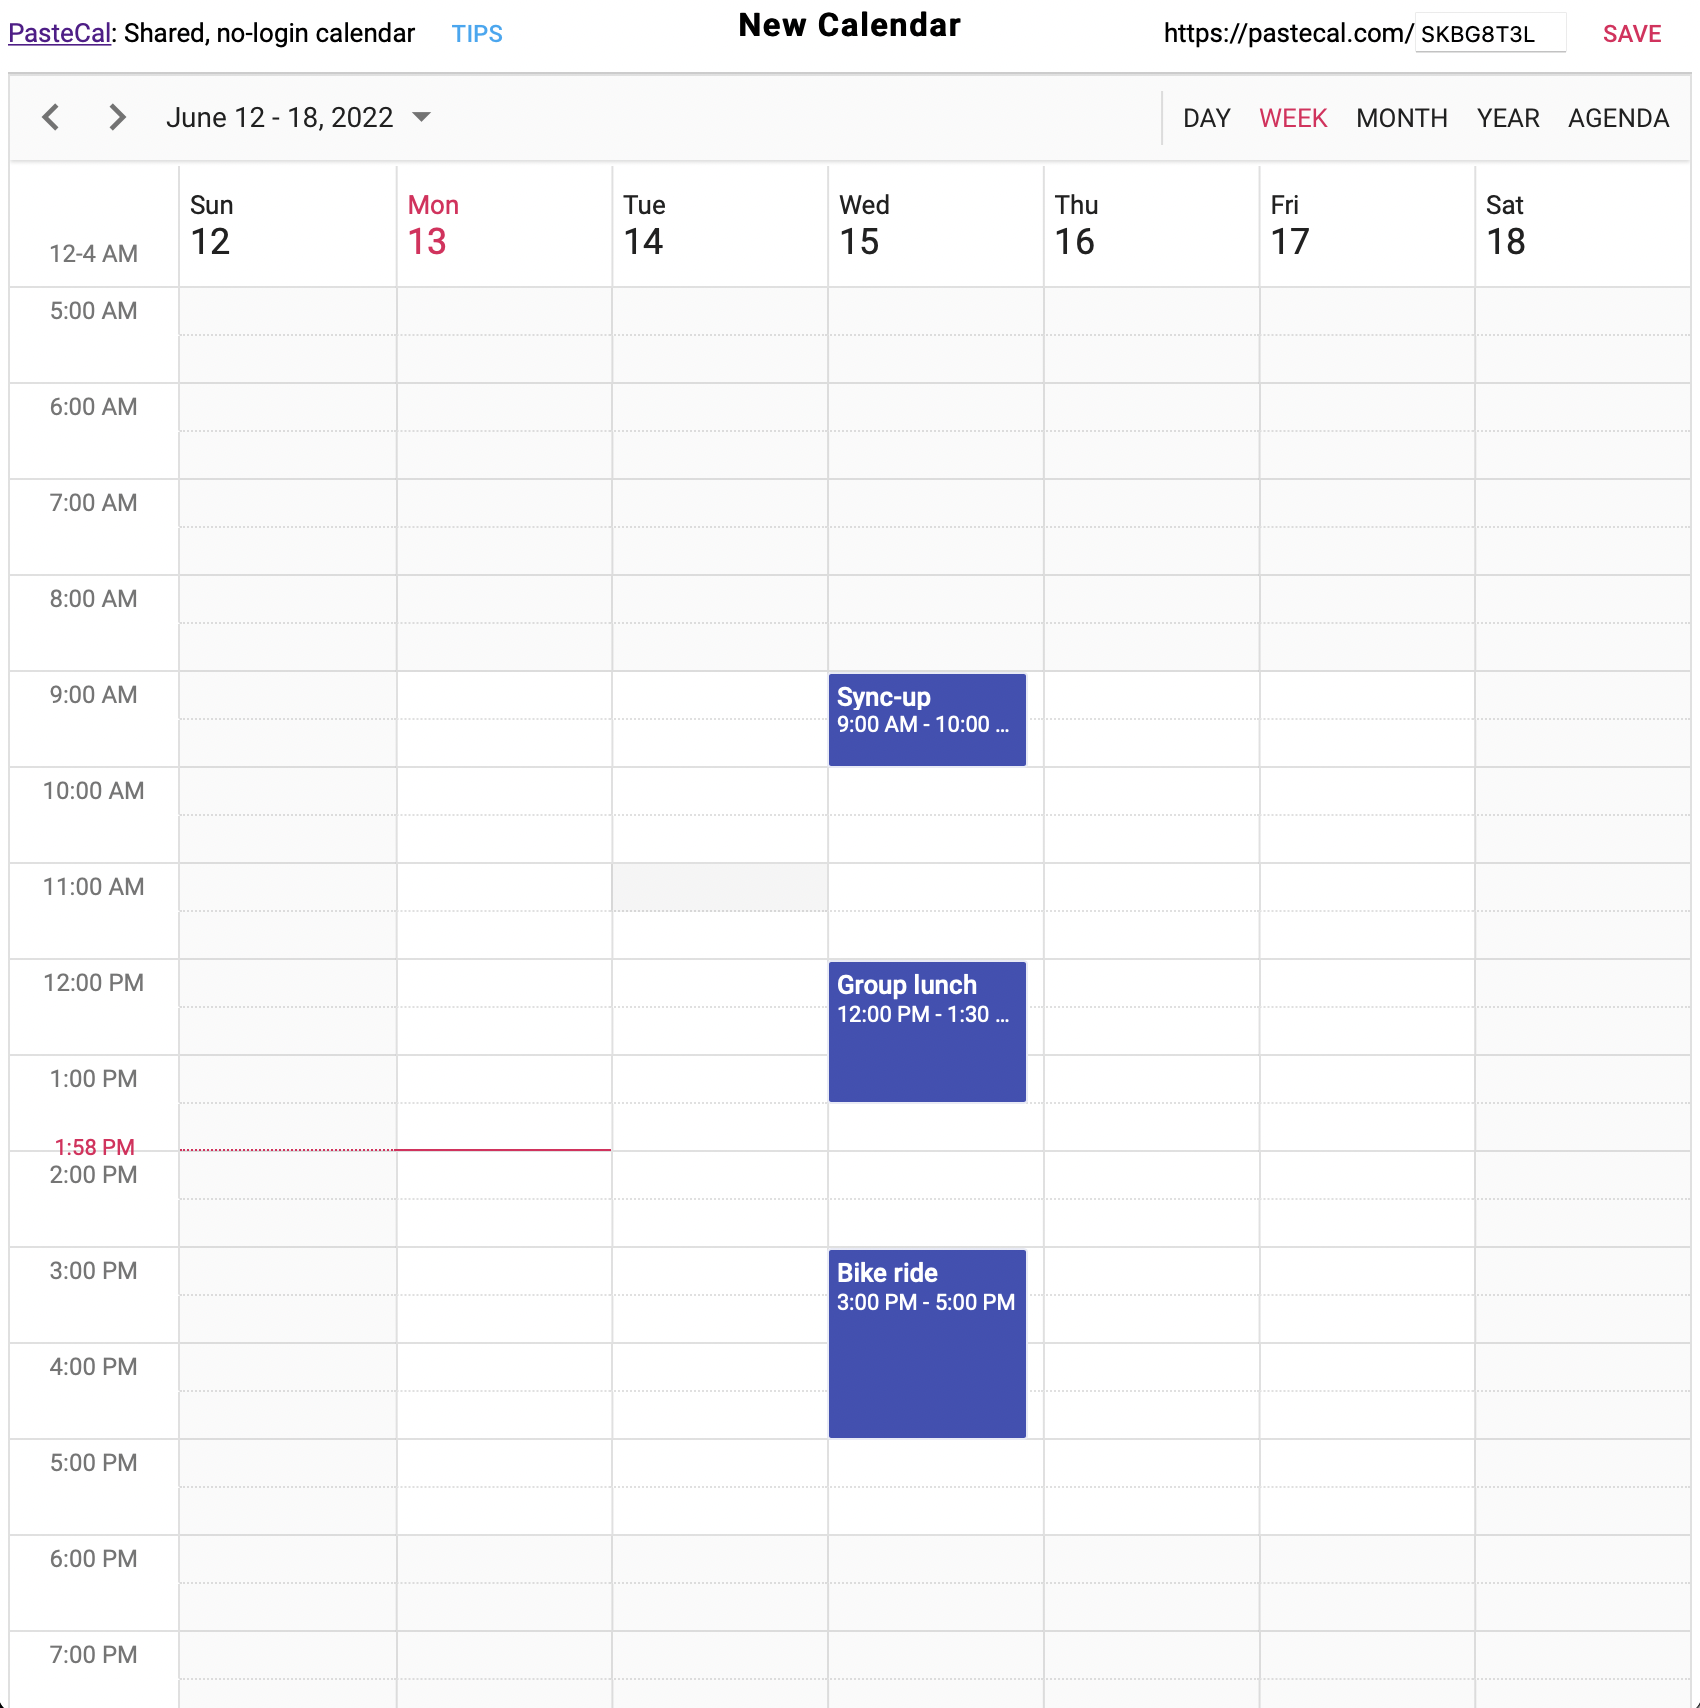 PasteCal: Shared, no-login calendar TIPS New Calendar https://pastecal.com/ SKBG8T3L SAVE
June 12 - 18, 2022 DAY WEEK MONTH YEAR AGENDA
Sun Mon Tue Wed Thu Fri Sat
12 13 14 15 16 17 18
12-4 AM
5:00 AM
6:00 AM
7:00 AM
8:00 AM
9:00 AM Sync-up
9:00 AM - 10:00 ...
10:00 AM
11:00 AM
12:00 PM Group lunch
12:00 PM - 1:30 ...
1:00 PM
1:58 PM
2:00 PM
3:00 PM Bike ride
3:00 PM - 5:00 PM
4:00 PM
5:00 PM
6:00 PM
7:00 PM